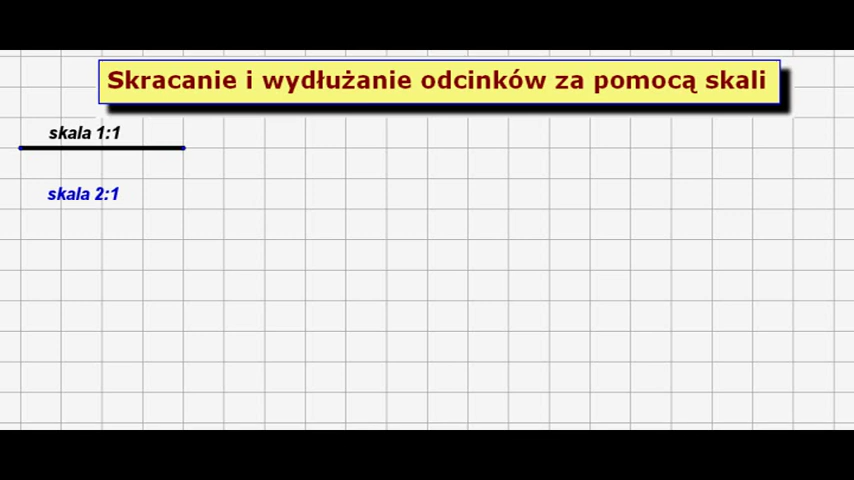 Skracanie i wydłużanie odcinków za pomocą skali
skala 1:1
skala 2:1